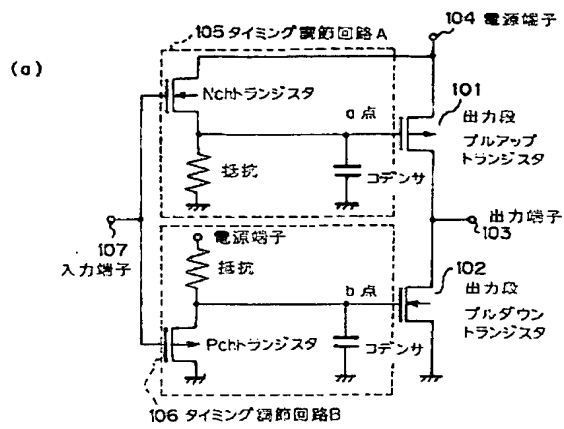 105 タイミング調節回路A
104 電源端子
(a)
Nchトランジスタ
101
a点
出力段
プルアップ
トランジスタ
抵抗
コデンサ
出力端子
103
107
入力端子
電源端子
抵抗
b点
102
出力段
プルダウン
トランジスタ
Pchトランジスタ
コデンサ
106 タイミング調節回路B